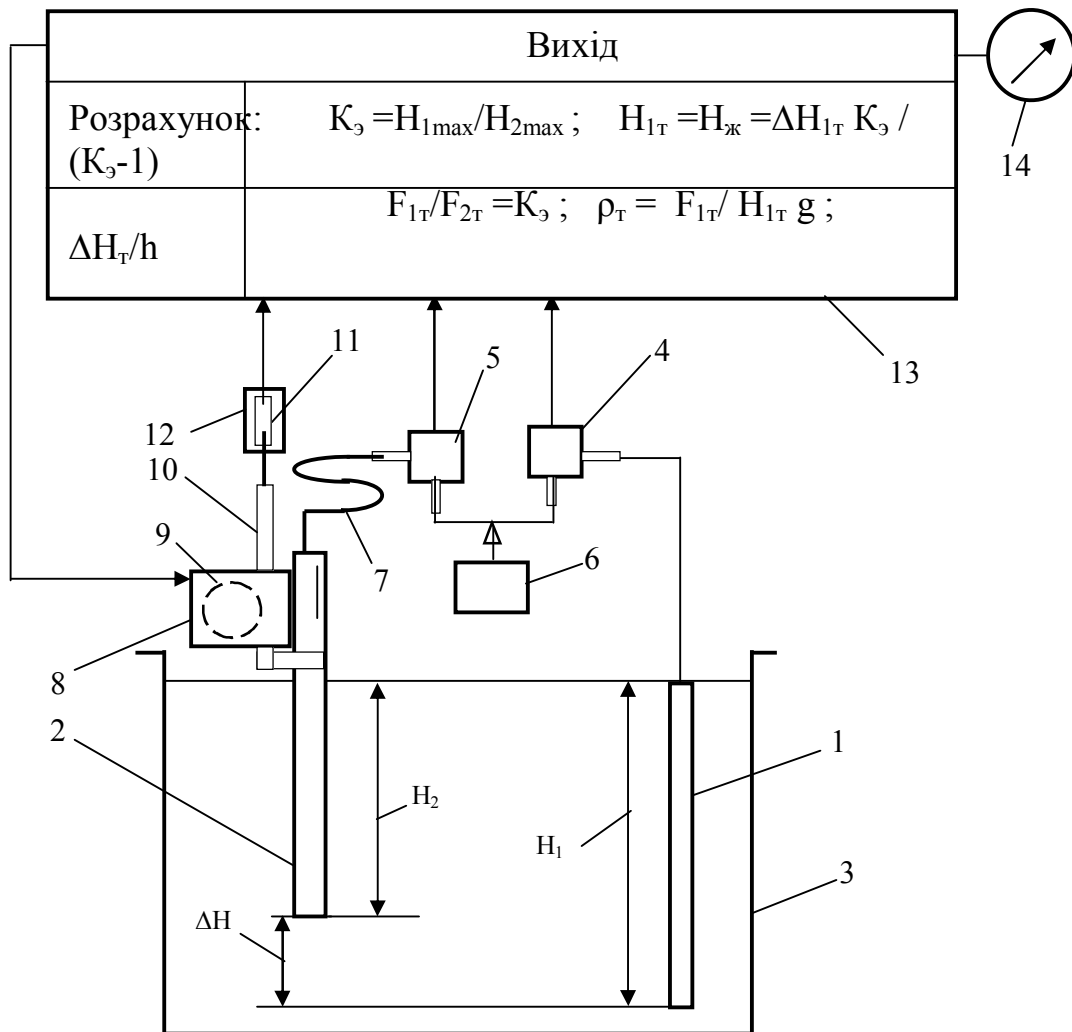 Вихід
14
Розрахунок: Kэ =H1max/H2max ; H1т =Hж =ΔH1т Kэ /
(Kэ-1)
F1т/F2т =Kэ ; ρт = F1т/ H1т g ;
ΔHт/h
13
11
5
4
12
10
9
7
6
8
2
1
H2
H1
3
ΔH